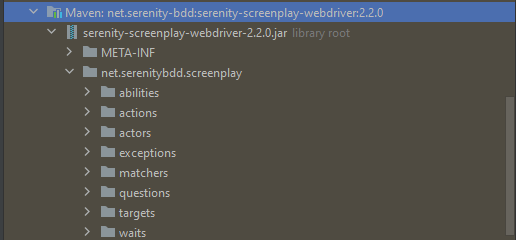 Maven: net.serenity-bdd:serenity-screenplay-webdriver:2.2.0
serenity-screenplay-webdriver-2.2.0.jar library root
META-INF
net.serenitybdd.screenplay
abilities
actions
actors
exceptions
matchers
questions
targets
waits